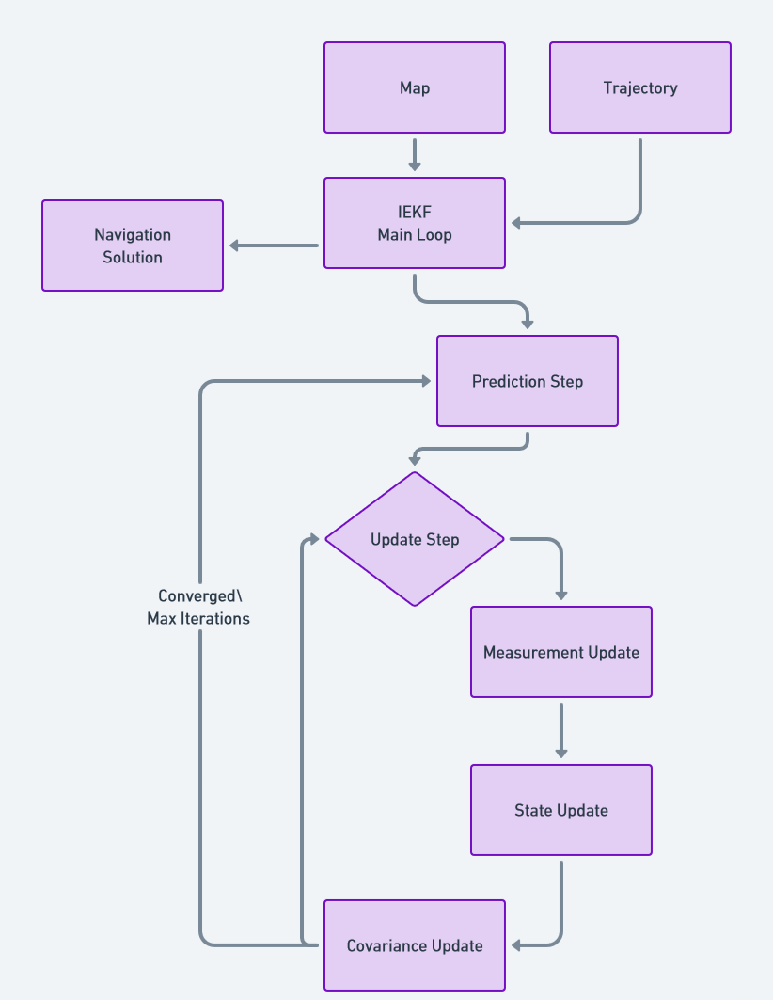 Map
Trajectory
IEKF
Main Loop
Navigation
Solution
Prediction Step
Update Step
Converged\
Max Iterations
Measurement Update
State Update
Covariance Update